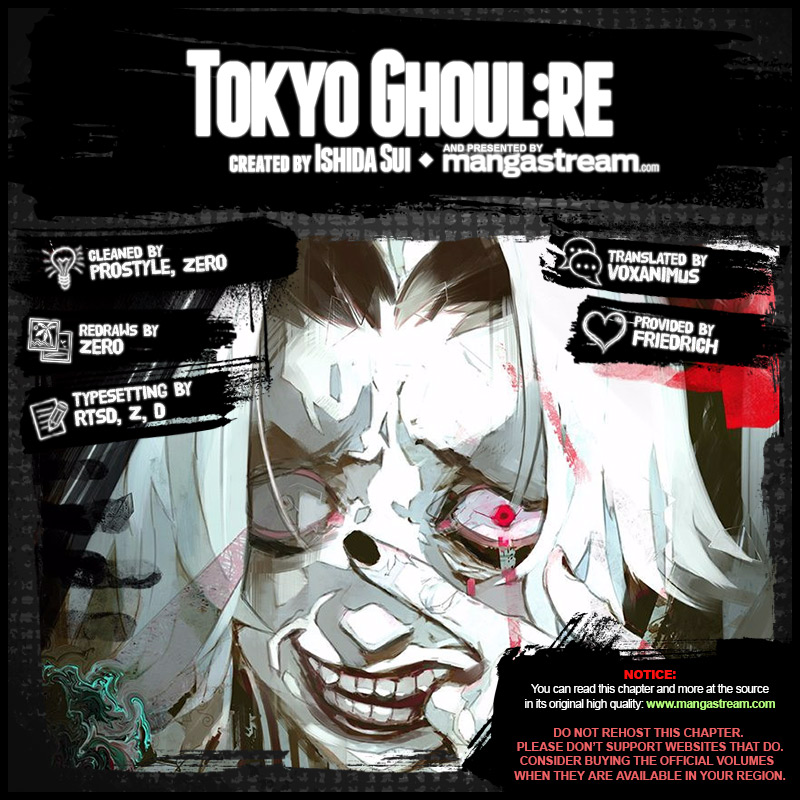 TOKYO GHOUL:RE
CREATED BY ISHIDA SUI ◆ AND PRESENTED BY mangastream.com
CLEANED BY
PROSTYLE, ZERO
TRANSLATED BY
VOXANIMUS
REDRAWS BY
ZERO
PROVIDED BY
FRIEDRICH
TYPESETTING BY
RTSD, Z, D
NOTICE:
You can read this chapter and more at the source
in its original high quality: www.mangastream.com
DO NOT REHOST THIS CHAPTER.
PLEASE DON'T SUPPORT WEBSITES THAT DO.
CONSIDER BUYING THE OFFICIAL VOLUMES
WHEN THEY ARE AVAILABLE IN YOUR REGION.